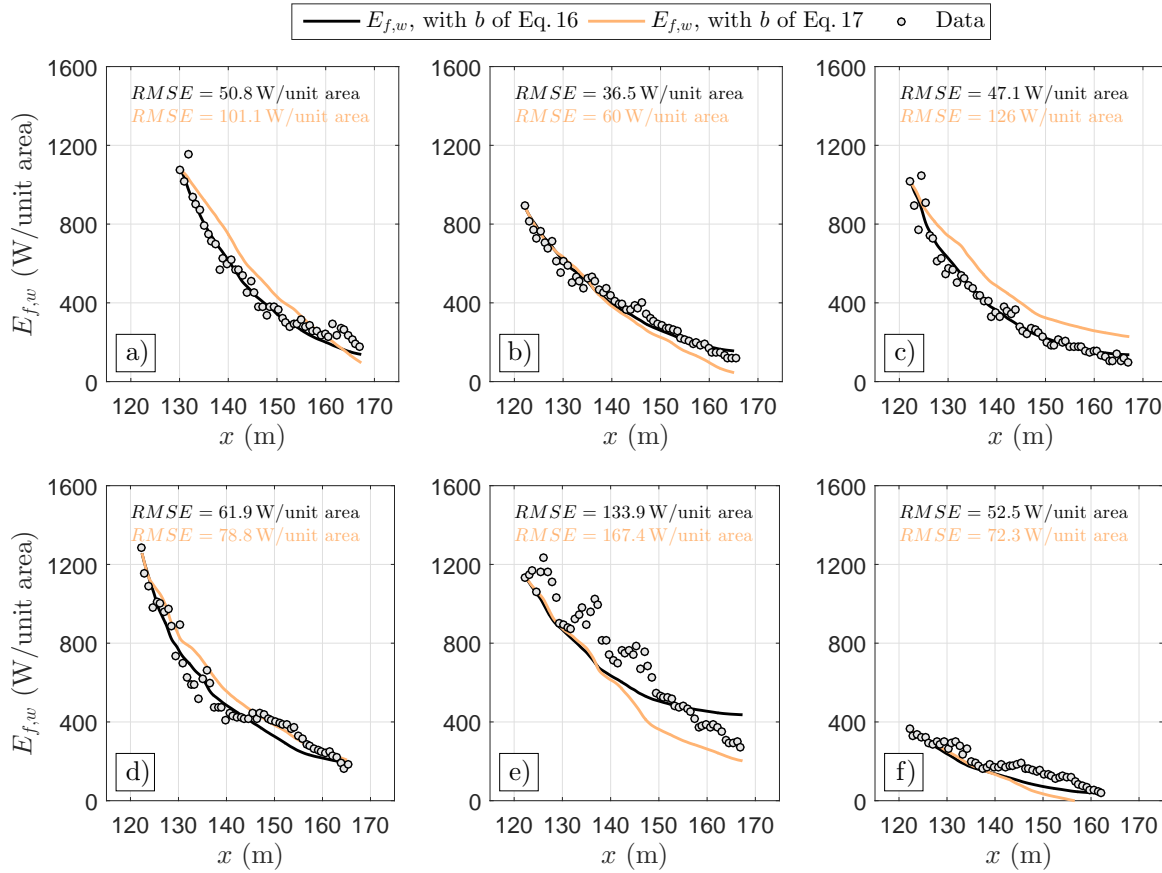 E_{f,w}, with b of Eq. 16 E_{f,w}, with b of Eq. 17 Data
1600
1200
800
400
0
E_{f,w} (W/unit area)
RMSE = 50.8 W/unit area
RMSE = 101.1 W/unit area
a)
120 130 140 150 160 170
x (m)
1600
1200
800
400
0
RMSE = 36.5 W/unit area
RMSE = 60 W/unit area
b)
120 130 140 150 160 170
x (m)
1600
1200
800
400
0
RMSE = 47.1 W/unit area
RMSE = 126 W/unit area
c)
120 130 140 150 160 170
x (m)
1600
1200
800
400
0
E_{f,w} (W/unit area)
RMSE = 61.9 W/unit area
RMSE = 78.8 W/unit area
d)
120 130 140 150 160 170
x (m)
1600
1200
800
400
0
RMSE = 133.9 W/unit area
RMSE = 167.4 W/unit area
e)
120 130 140 150 160 170
x (m)
1600
1200
800
400
0
RMSE = 52.5 W/unit area
RMSE = 72.3 W/unit area
f)
120 130 140 150 160 170
x (m)